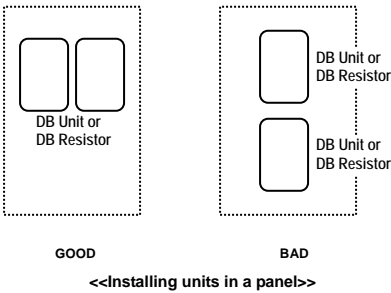 DB Unit or
DB Resistor
DB Unit or
DB Resistor
DB Unit or
DB Resistor
GOOD
BAD
<<Installing units in a panel>>